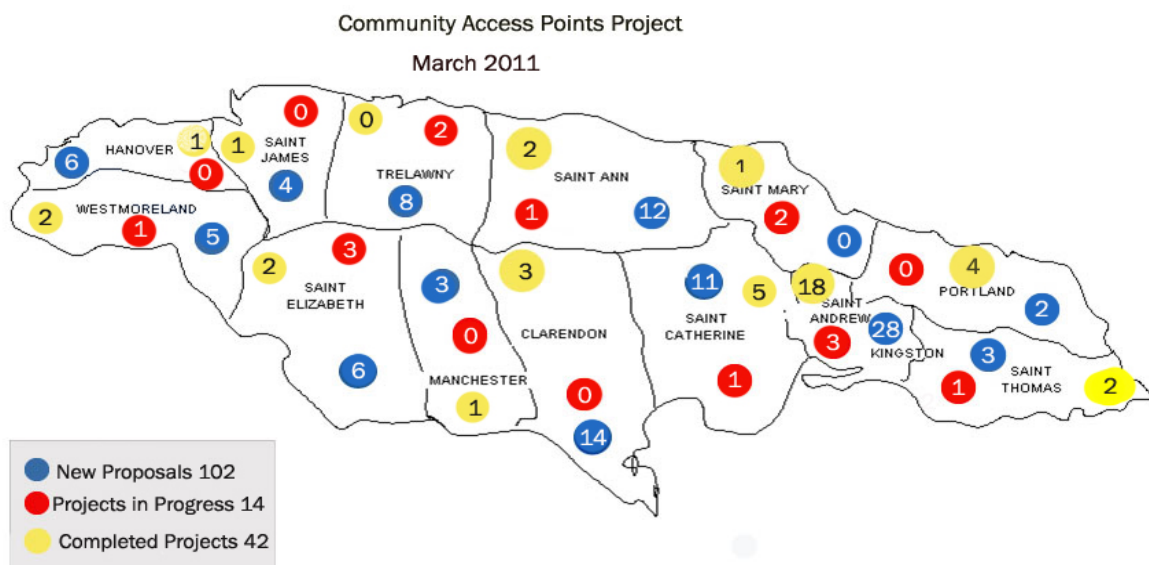 Community Access Points Project
March 2011
0
0
2
1
1
2
1
HANOVER
SAINT
JAMES
6
0
4
TRELAWNY
8
SAINT ANN
SAINT MARY
2
WESTMORELAND
1
5
1
12
2
0
2
3
SAINT
ELIZABETH
3
3
11
5
18
0
4
PORTLAND
2
0
CLARENDON
SAINT
CATHERINE
SAINT
ANDREW
28
3
KINGSTON
3
6
MANCHESTER
1
0
14
1
1
SAINT
THOMAS
2
New Proposals 102
Projects in Progress 14
Completed Projects 42